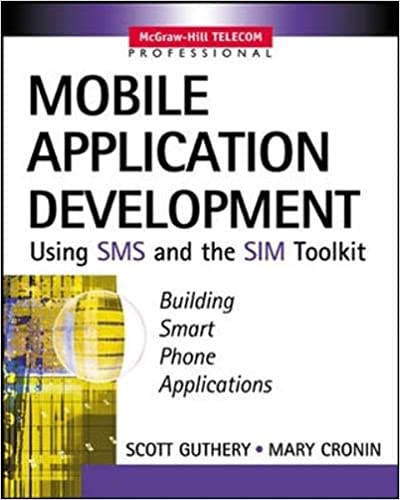 McGraw-Hill TELECOM
PROFESSIONAL
MOBILE
APPLICATION
DEVELOPMENT
Using SMS and the SIM Toolkit
Building
Smart
Phone
Applications
SCOTT GUTHERY • MARY CRONIN